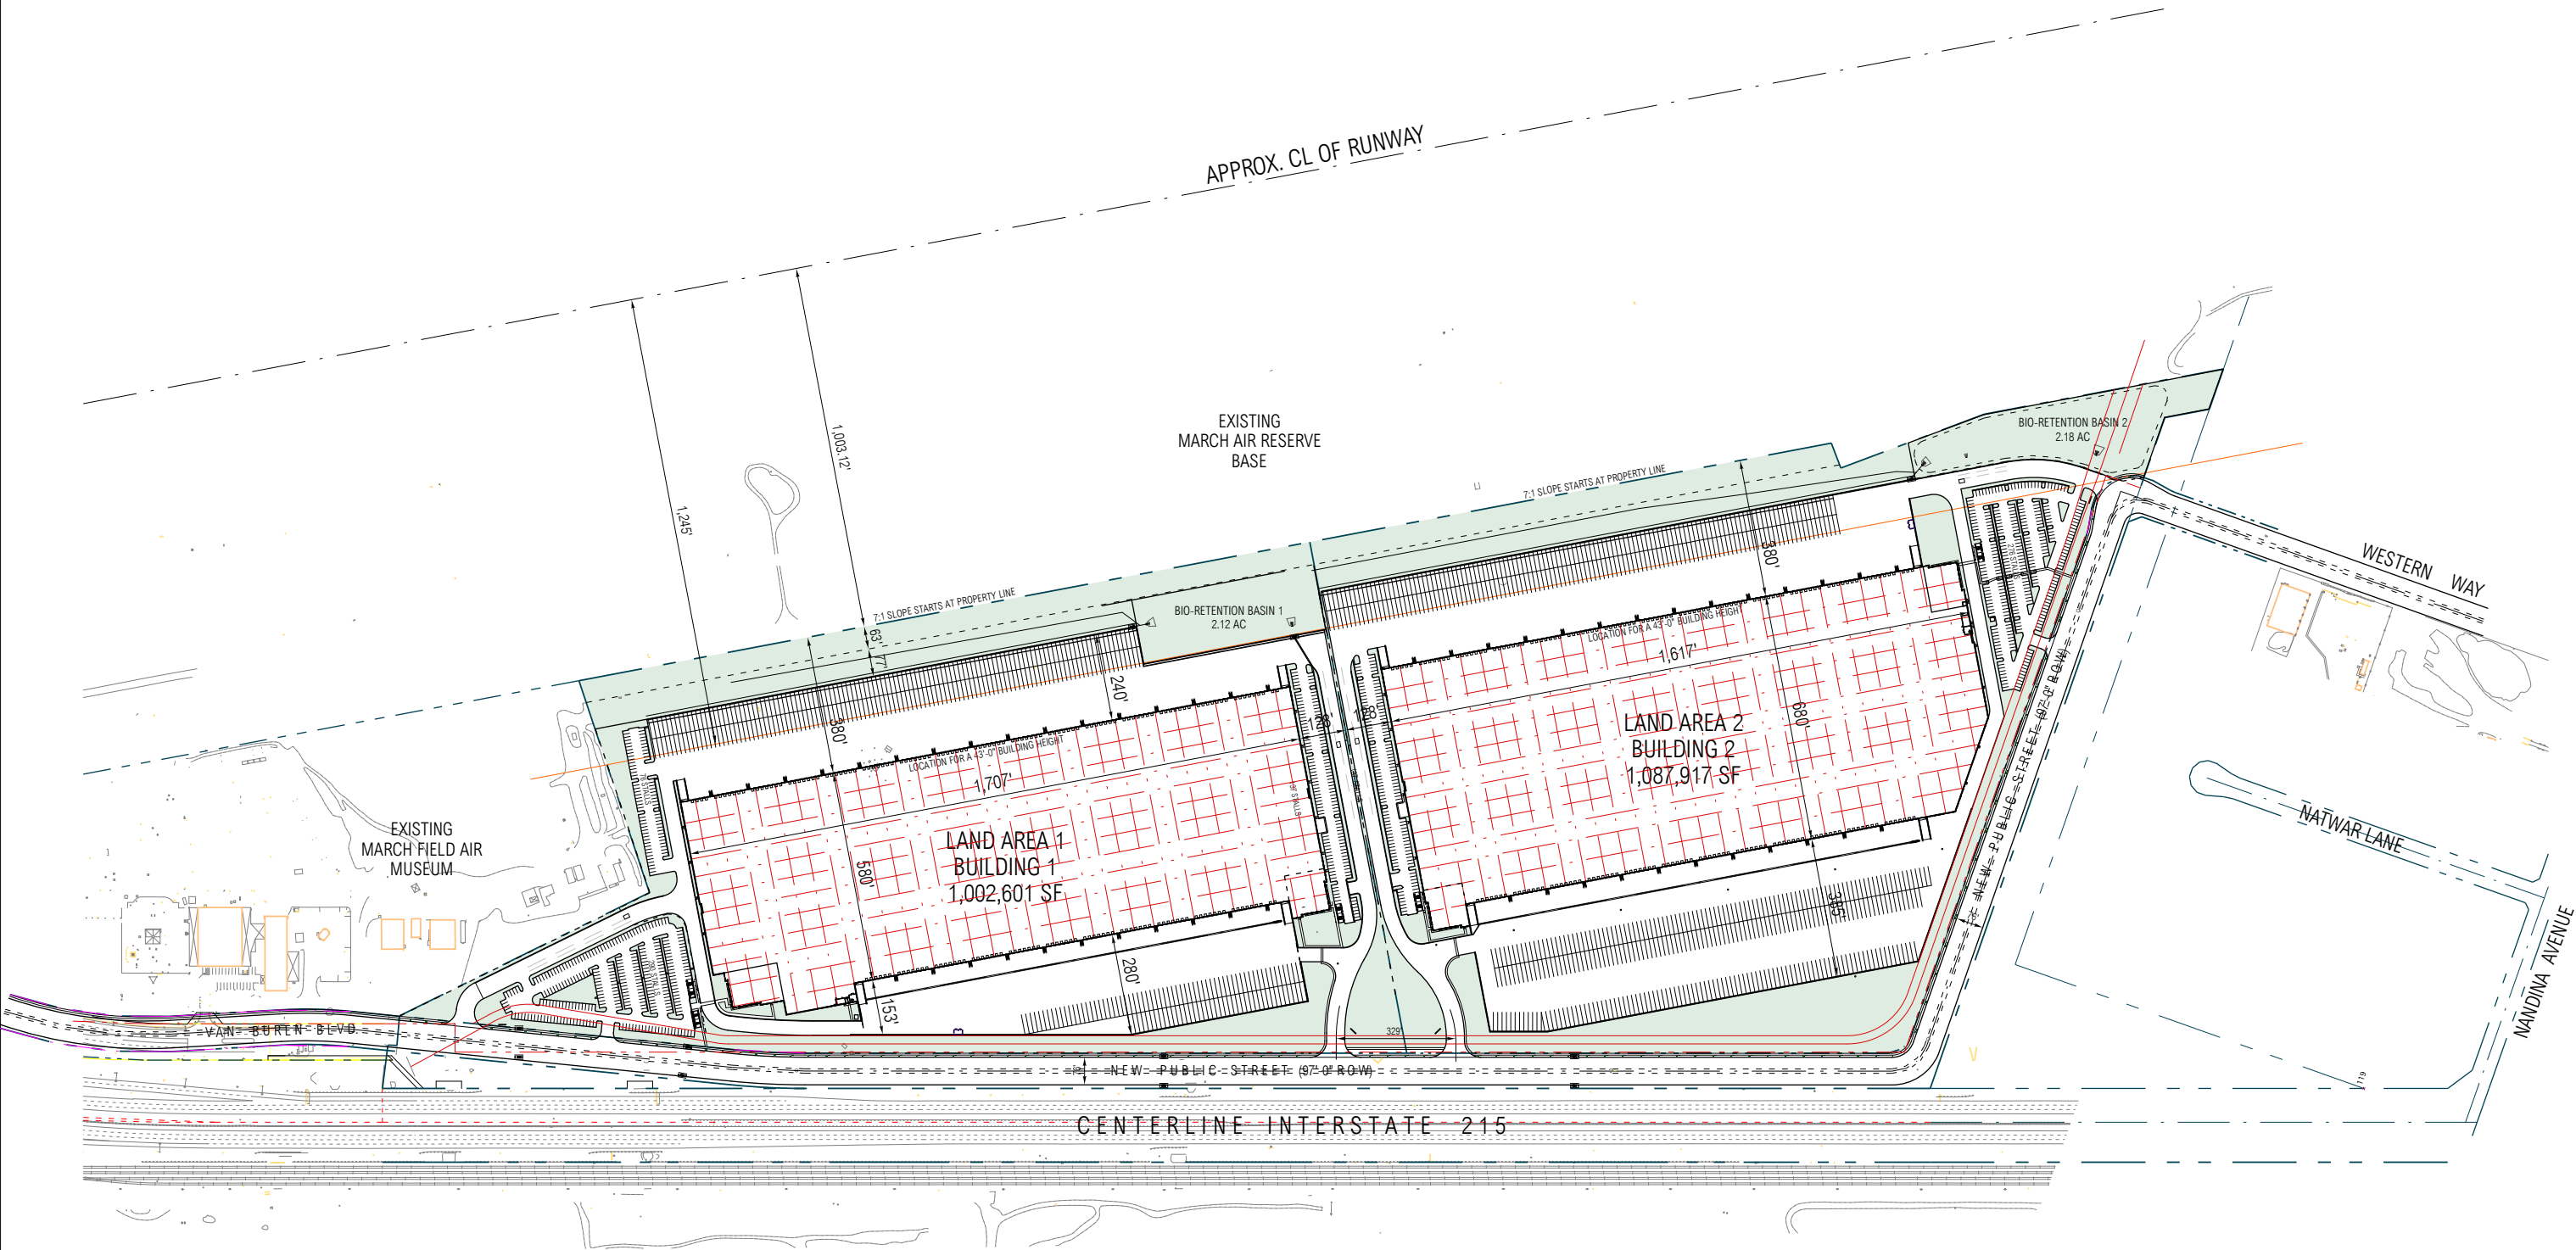 APPROX. CL OF RUNWAY
1,003.12'
1,245'
EXISTING
MARCH AIR RESERVE
BASE
BIO-RETENTION BASIN 2
2.18 AC
7:1 SLOPE STARTS AT PROPERTY LINE
380'
WESTERN WAY
7:1 SLOPE STARTS AT PROPERTY LINE
63'
77'
BIO-RETENTION BASIN 1
2.12 AC
240'
380'
LOCATION FOR A 43'-0" BUILDING HEIGHT
1,617'
680'
LAND AREA 2
BUILDING 2
1,087,917 SF
LOCATION FOR A 43'-0" BUILDING HEIGHT
1,707'
580'
LAND AREA 1
BUILDING 1
1,002,601 SF
EXISTING
MARCH FIELD AIR
MUSEUM
NATWAR LANE
NANDINA AVENUE
NEW PUBLIC STREET (97'-0" ROW)
385'
280'
153'
329'
VAN BUREN BLVD.
NEW PUBLIC STREET (97'-0" ROW)
CENTERLINE INTERSTATE 215
119